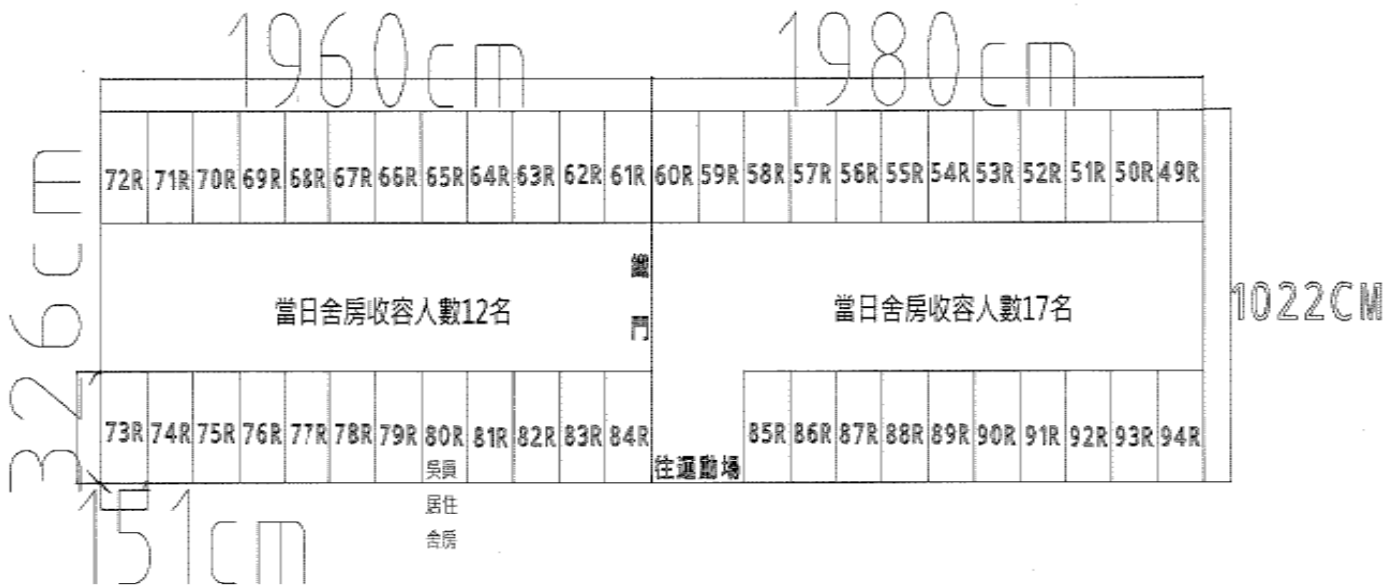 1960cm 1980cm
72R 71R 70R 69R 68R 67R 66R 65R 64R 63R 62R 61R 60R 59R 58R 57R 56R 55R 54R 53R 52R 51R 50R 49R
326cm
當日舍房收容人數12名
鐵門
當日舍房收容人數17名
1022CM
73R 74R 75R 76R 77R 78R 79R 80R 81R 82R 83R 84R 85R 86R 87R 88R 89R 90R 91R 92R 93R 94R
吳員
居住
舍房
往運動場
151cm